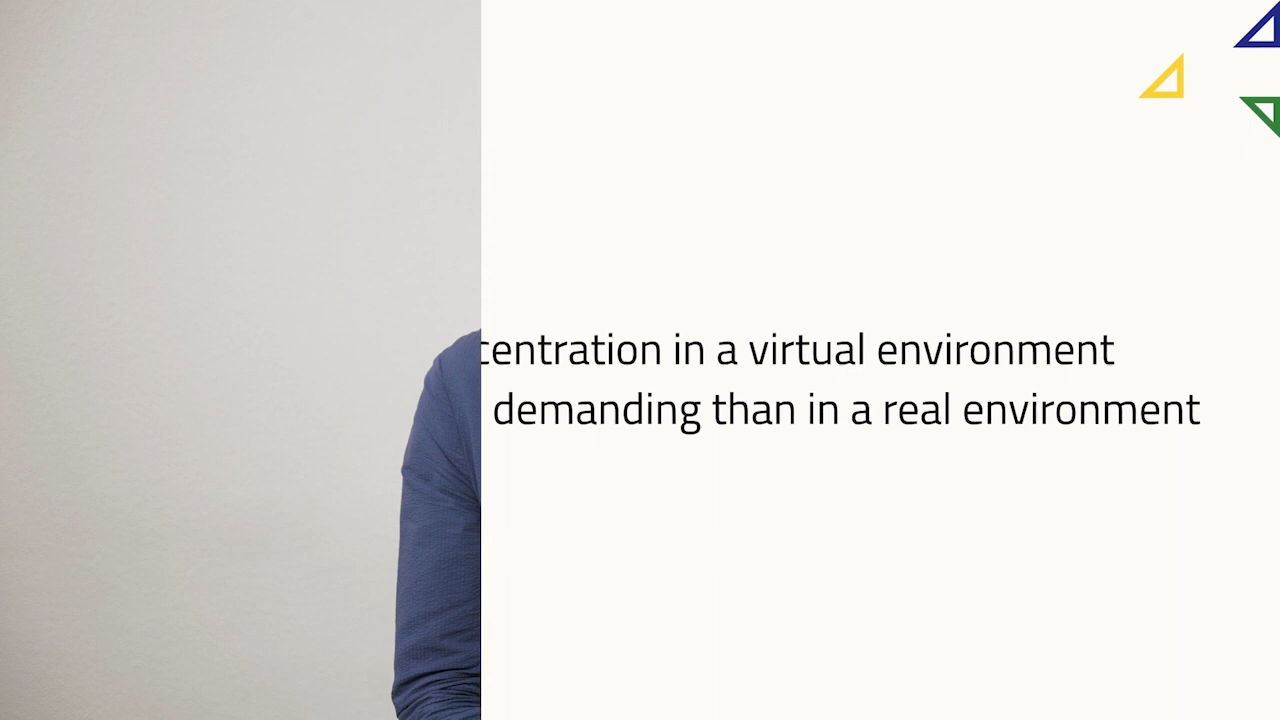 centration in a virtual environment
demanding than in a real environment